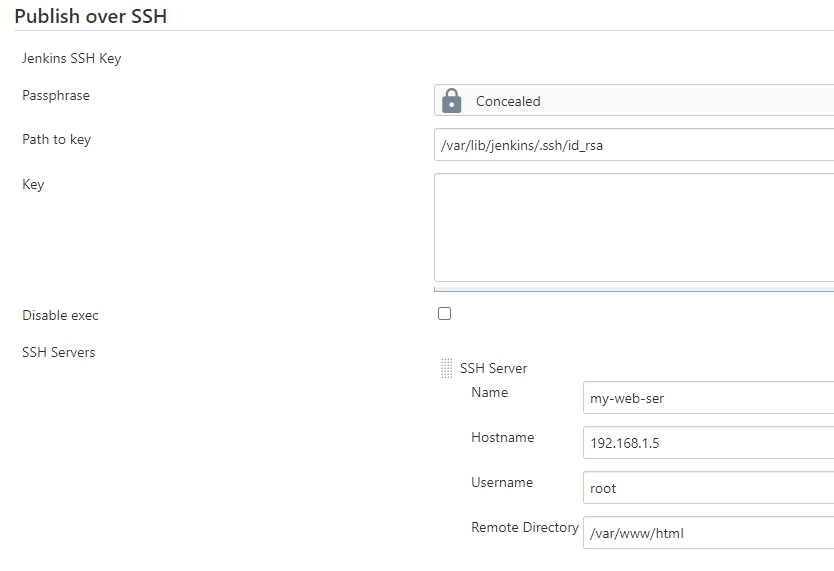 Publish over SSH
Jenkins SSH Key
Passphrase
Concealed
Path to key
/var/lib/jenkins/.ssh/id_rsa
Key
Disable exec
SSH Servers
SSH Server
Name
my-web-ser
Hostname
192.168.1.5
Username
root
Remote Directory
/var/www/html